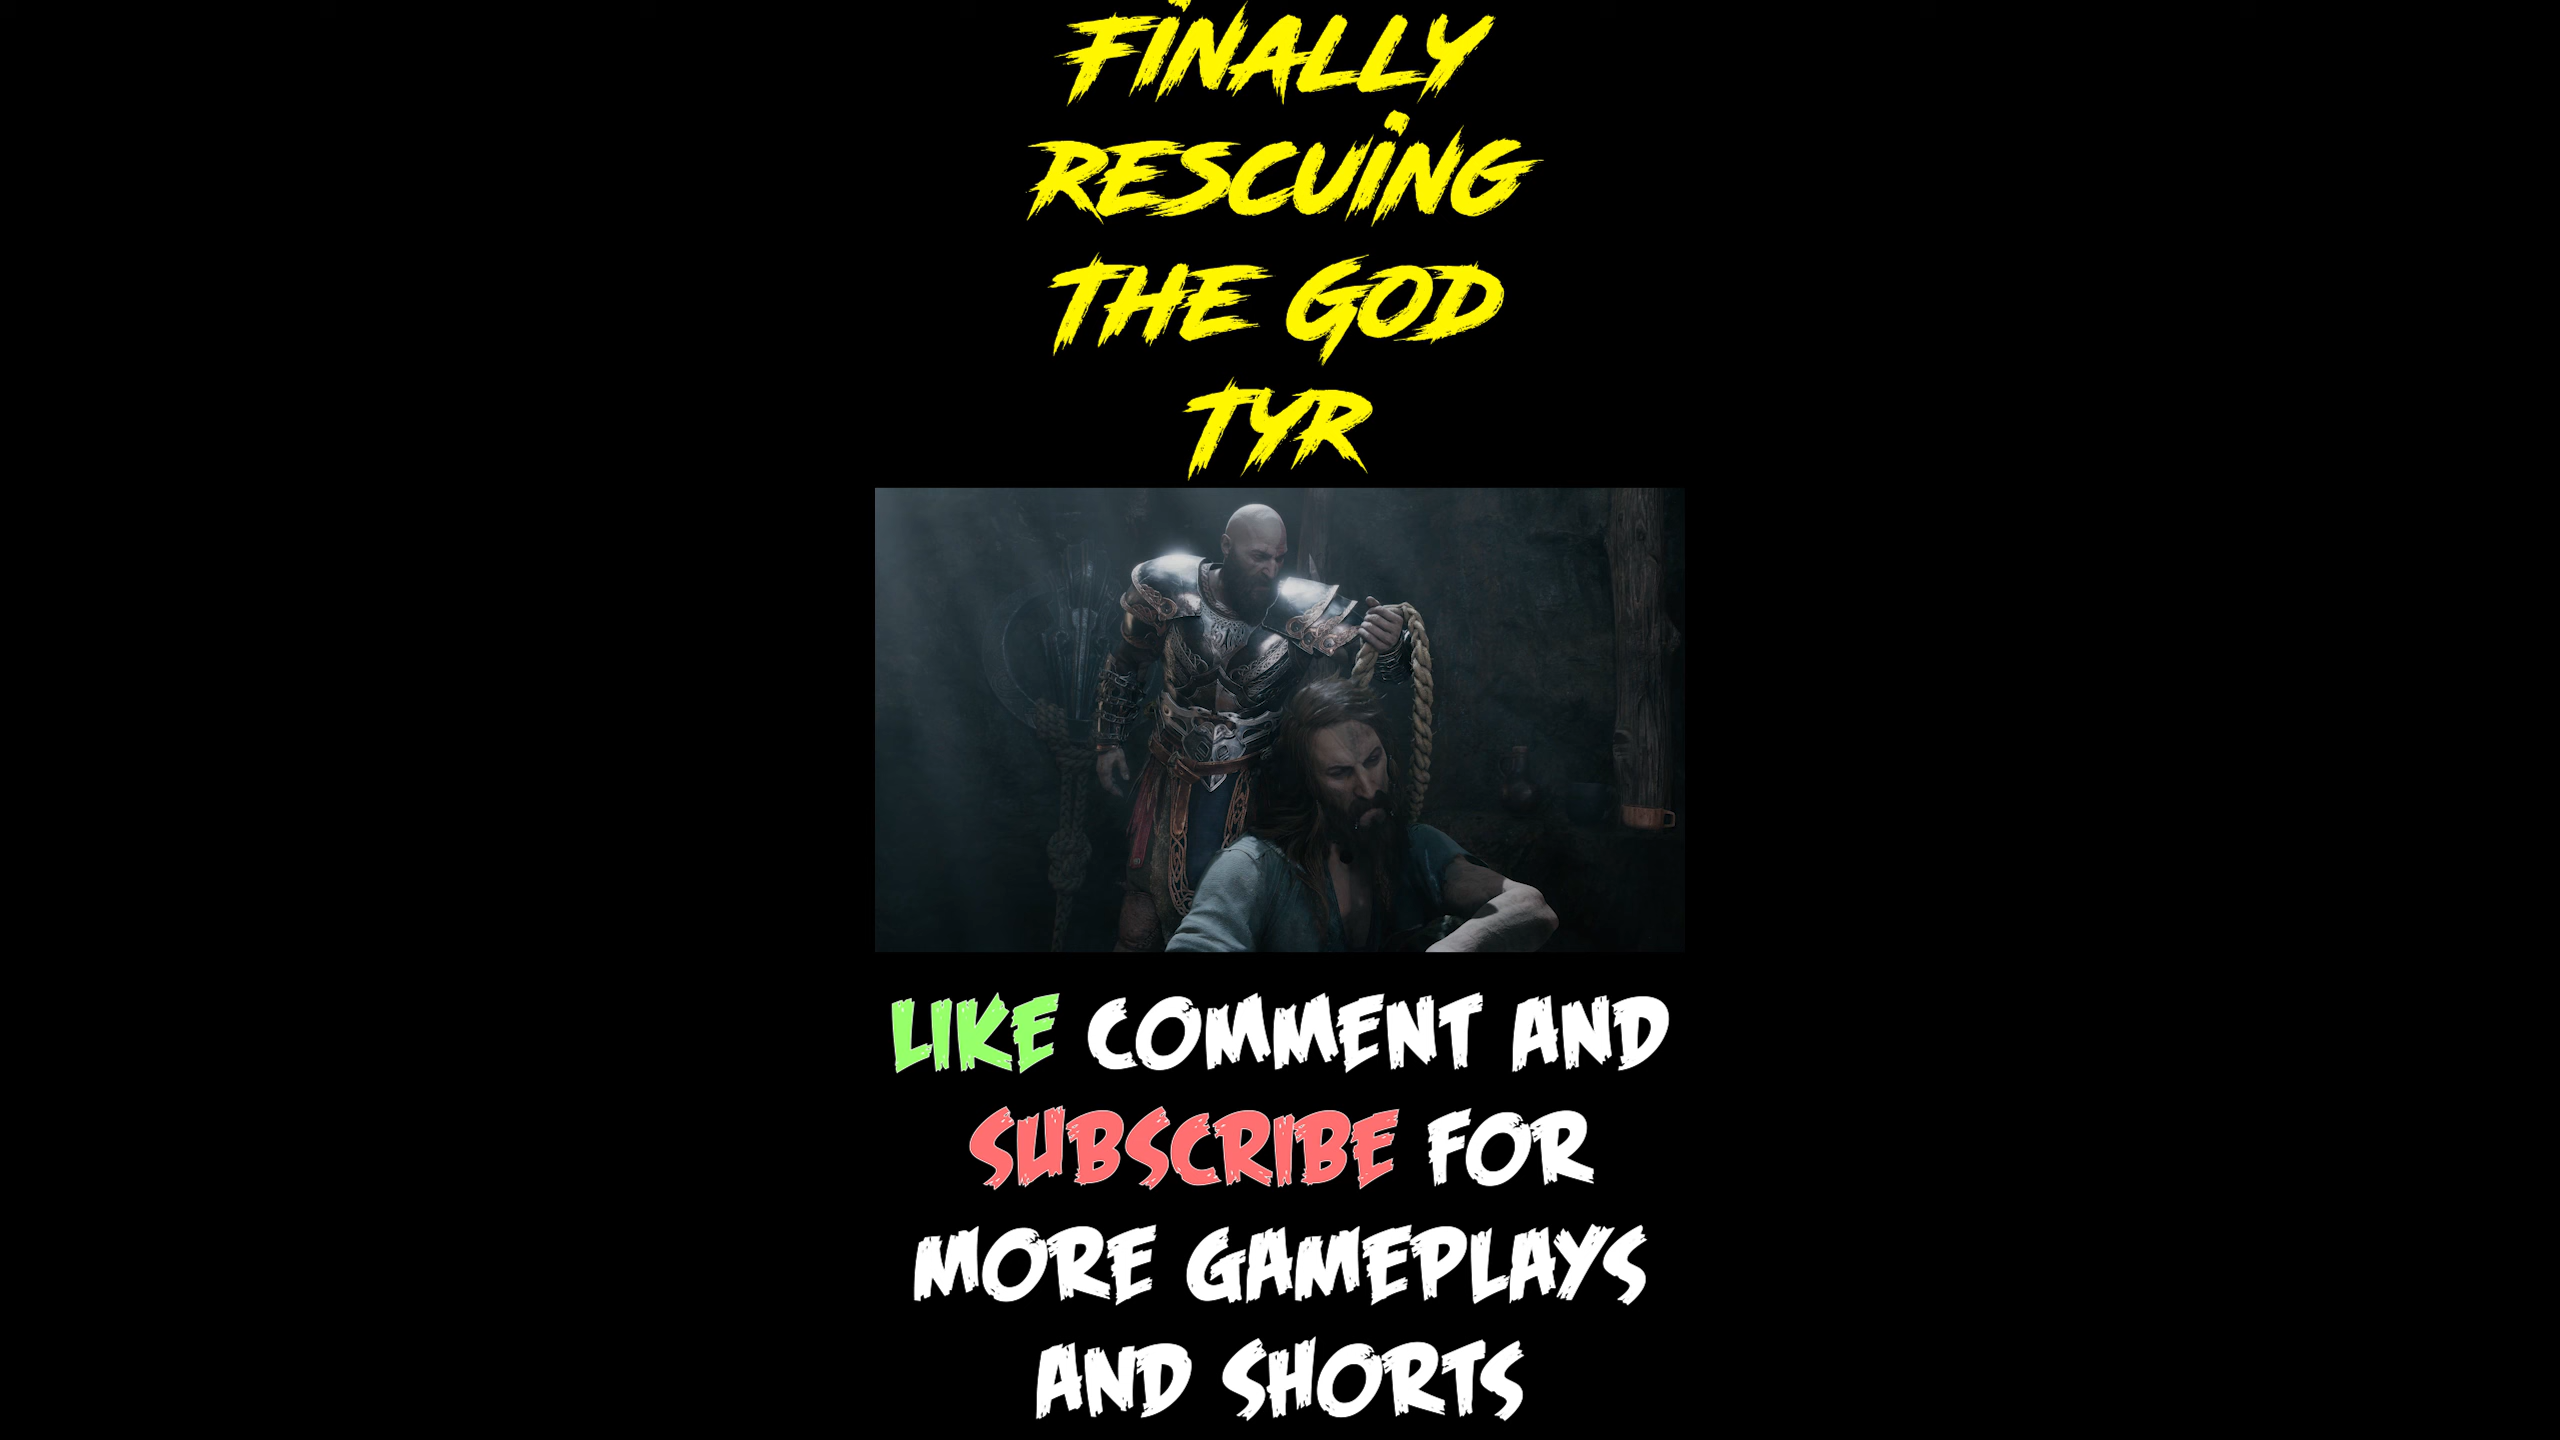 FINALLY
RESCUING
THE GOD
TYR
LIKE COMMENT AND
SUBSCRIBE FOR
MORE GAMEPLAYS
AND SHORTS